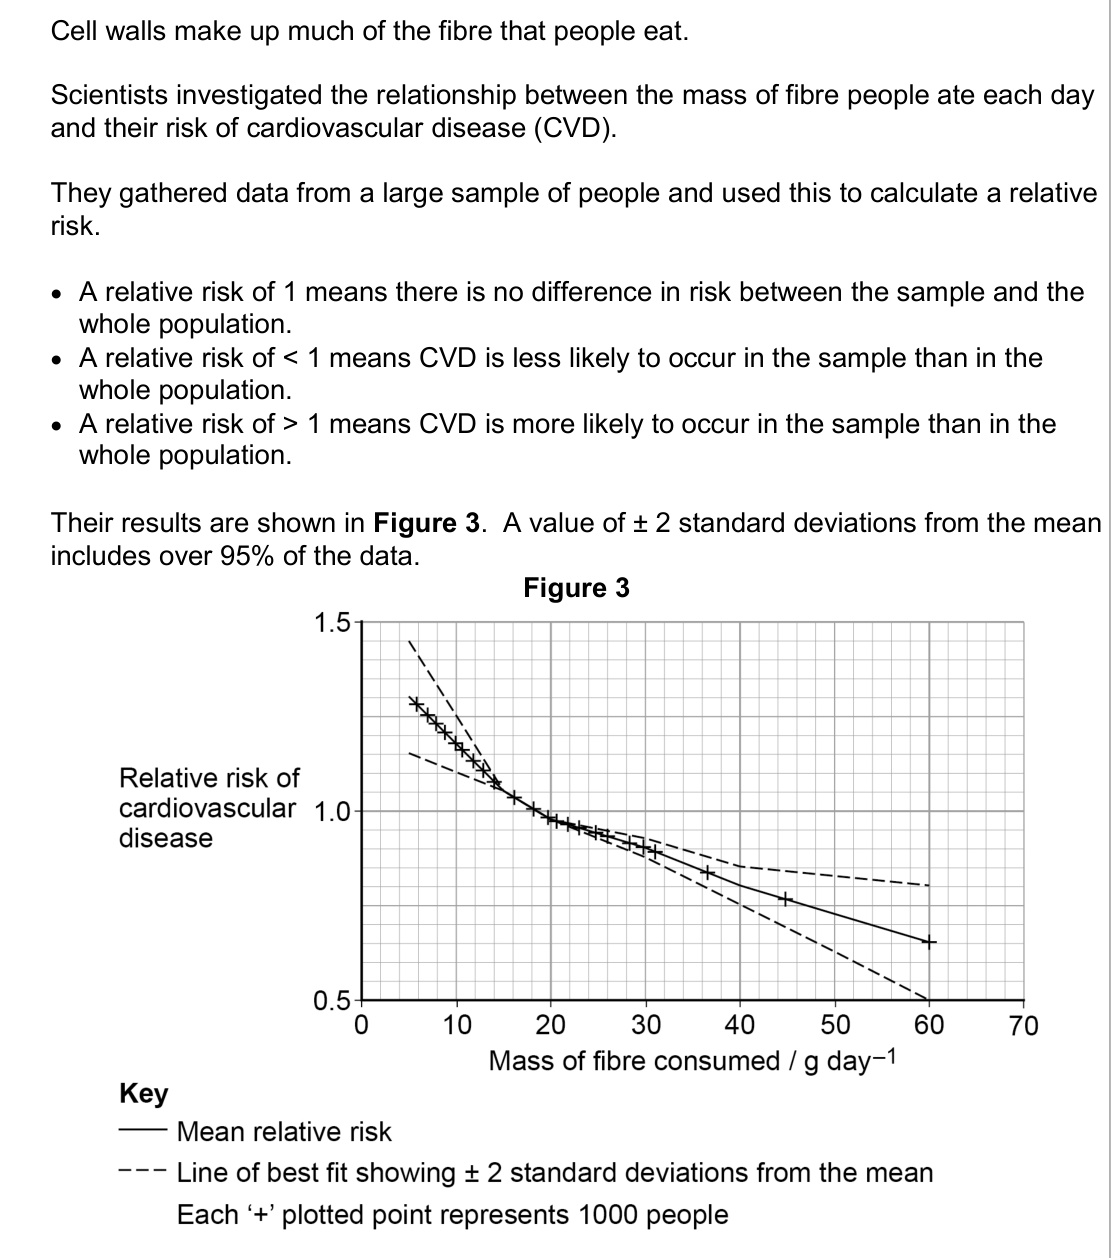 Cell walls make up much of the fibre that people eat.
Scientists investigated the relationship between the mass of fibre people ate each day
and their risk of cardiovascular disease (CVD).
They gathered data from a large sample of people and used this to calculate a relative
risk.
• A relative risk of 1 means there is no difference in risk between the sample and the
whole population.
• A relative risk of < 1 means CVD is less likely to occur in the sample than in the
whole population.
• A relative risk of > 1 means CVD is more likely to occur in the sample than in the
whole population.
Their results are shown in Figure 3. A value of ± 2 standard deviations from the mean
includes over 95% of the data.
Figure 3
1.5
Relative risk of
cardiovascular
disease
1.0
0.5
0 10 20 30 40 50 60 70
Mass of fibre consumed / g day⁻¹
Key
Mean relative risk
Line of best fit showing ± 2 standard deviations from the mean
Each ‘+’ plotted point represents 1000 people